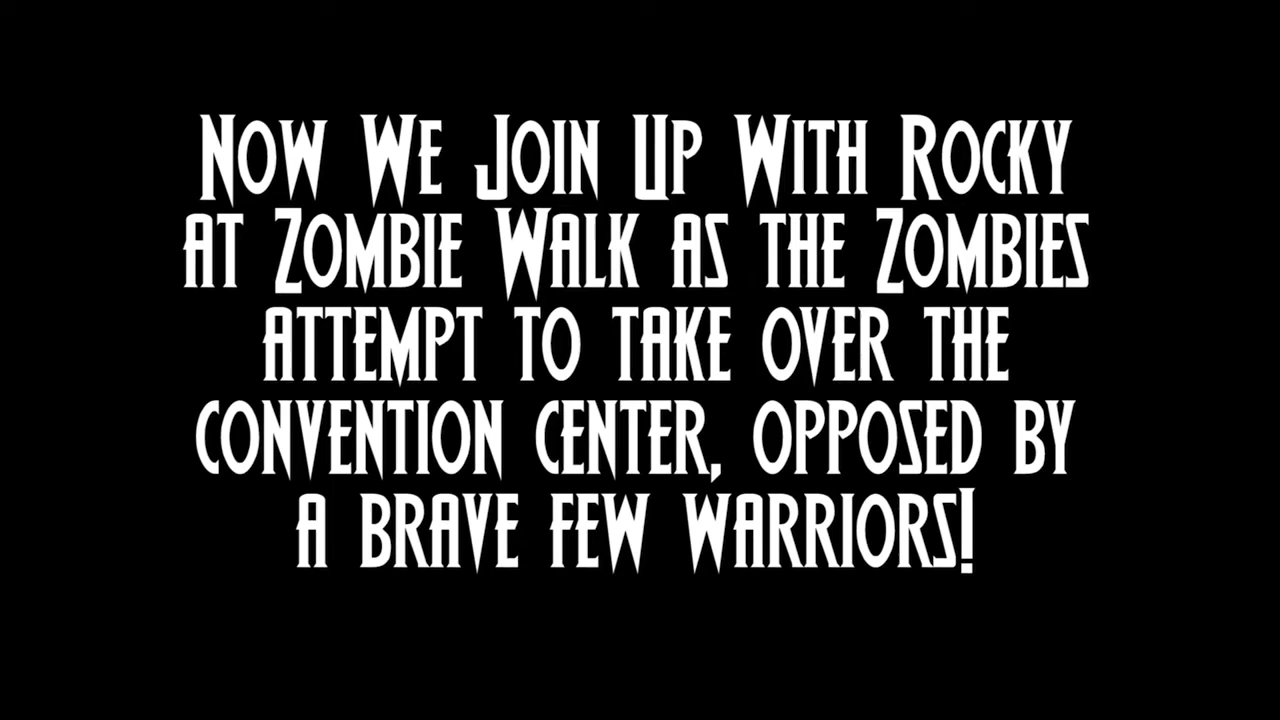 Now We Join Up With Rocky
at Zombie Walk as the Zombies
attempt to take over the
convention center, opposed by
a brave few warriors!